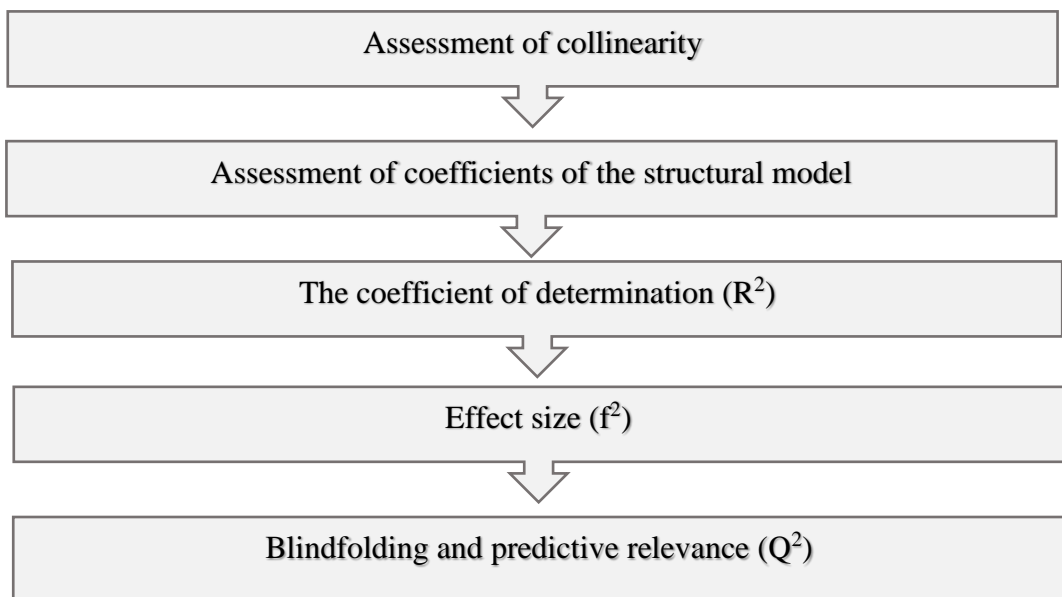 Assessment of collinearity
Assessment of coefficients of the structural model
The coefficient of determination (R²)
Effect size (f²)
Blindfolding and predictive relevance (Q²)